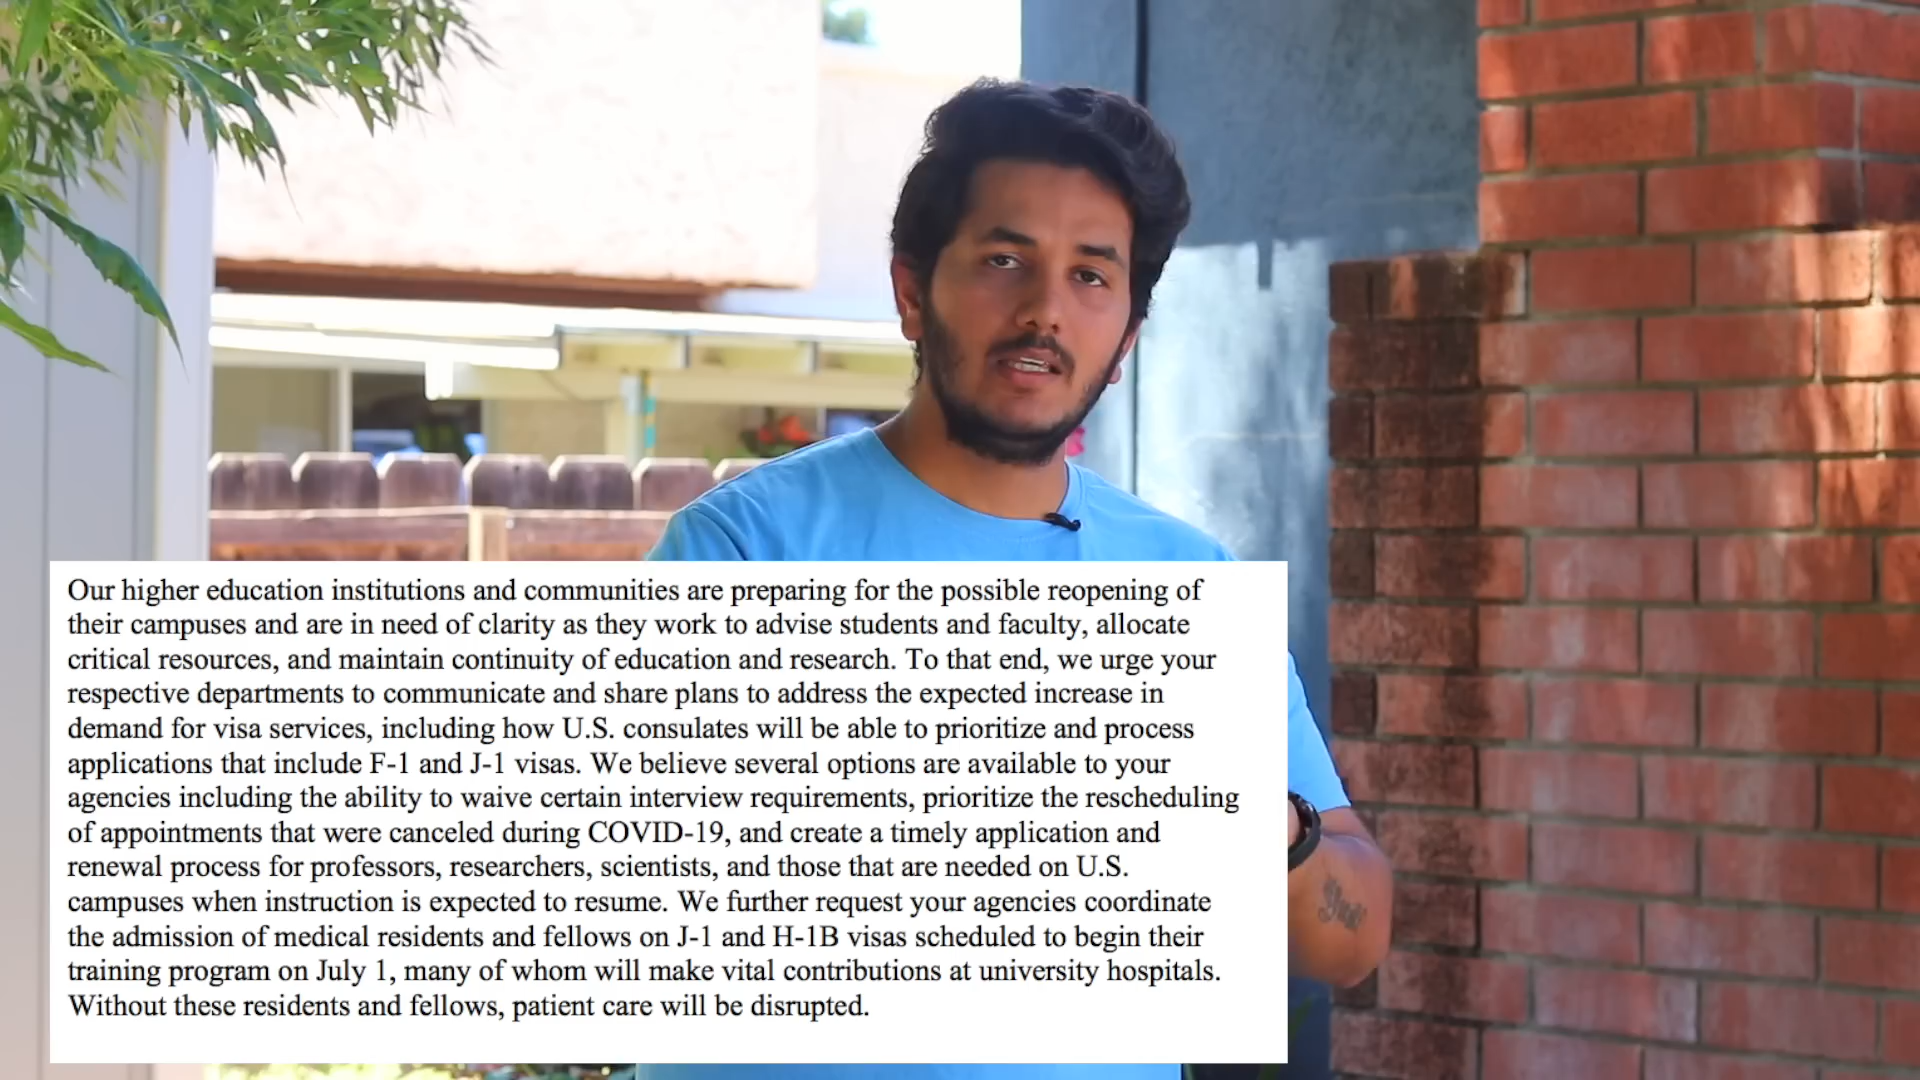 Our higher education institutions and communities are preparing for the possible reopening of
their campuses and are in need of clarity as they work to advise students and faculty, allocate
critical resources, and maintain continuity of education and research. To that end, we urge your
respective departments to communicate and share plans to address the expected increase in
demand for visa services, including how U.S. consulates will be able to prioritize and process
applications that include F-1 and J-1 visas. We believe several options are available to your
agencies including the ability to waive certain interview requirements, prioritize the rescheduling
of appointments that were canceled during COVID-19, and create a timely application and
renewal process for professors, researchers, scientists, and those that are needed on U.S.
campuses when instruction is expected to resume. We further request your agencies coordinate
the admission of medical residents and fellows on J-1 and H-1B visas scheduled to begin their
training program on July 1, many of whom will make vital contributions at university hospitals.
Without these residents and fellows, patient care will be disrupted.